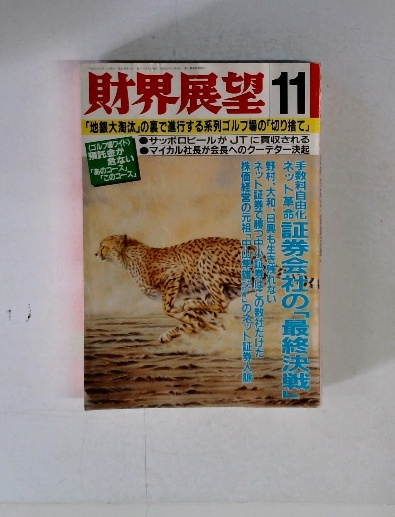 財界展望 11
「地銀大淘汰」の裏で進行する系列ゴルフ場の「切り捨て」
〈ゴルフ場ワイド〉
預託金が
危ない
「あのコース」
「このコース」
●サッポロビールがJTに買収される
●マイカル社長が会長へのクーデター決起
手数料自由化
ネット革命
証券会社の「最終決戦」
野村、大和、日興も生き残れない
ネット証券で勝つ中小証券はこの数社だけだ
株価経営の元祖「中山隼雄」のネット証券人脈